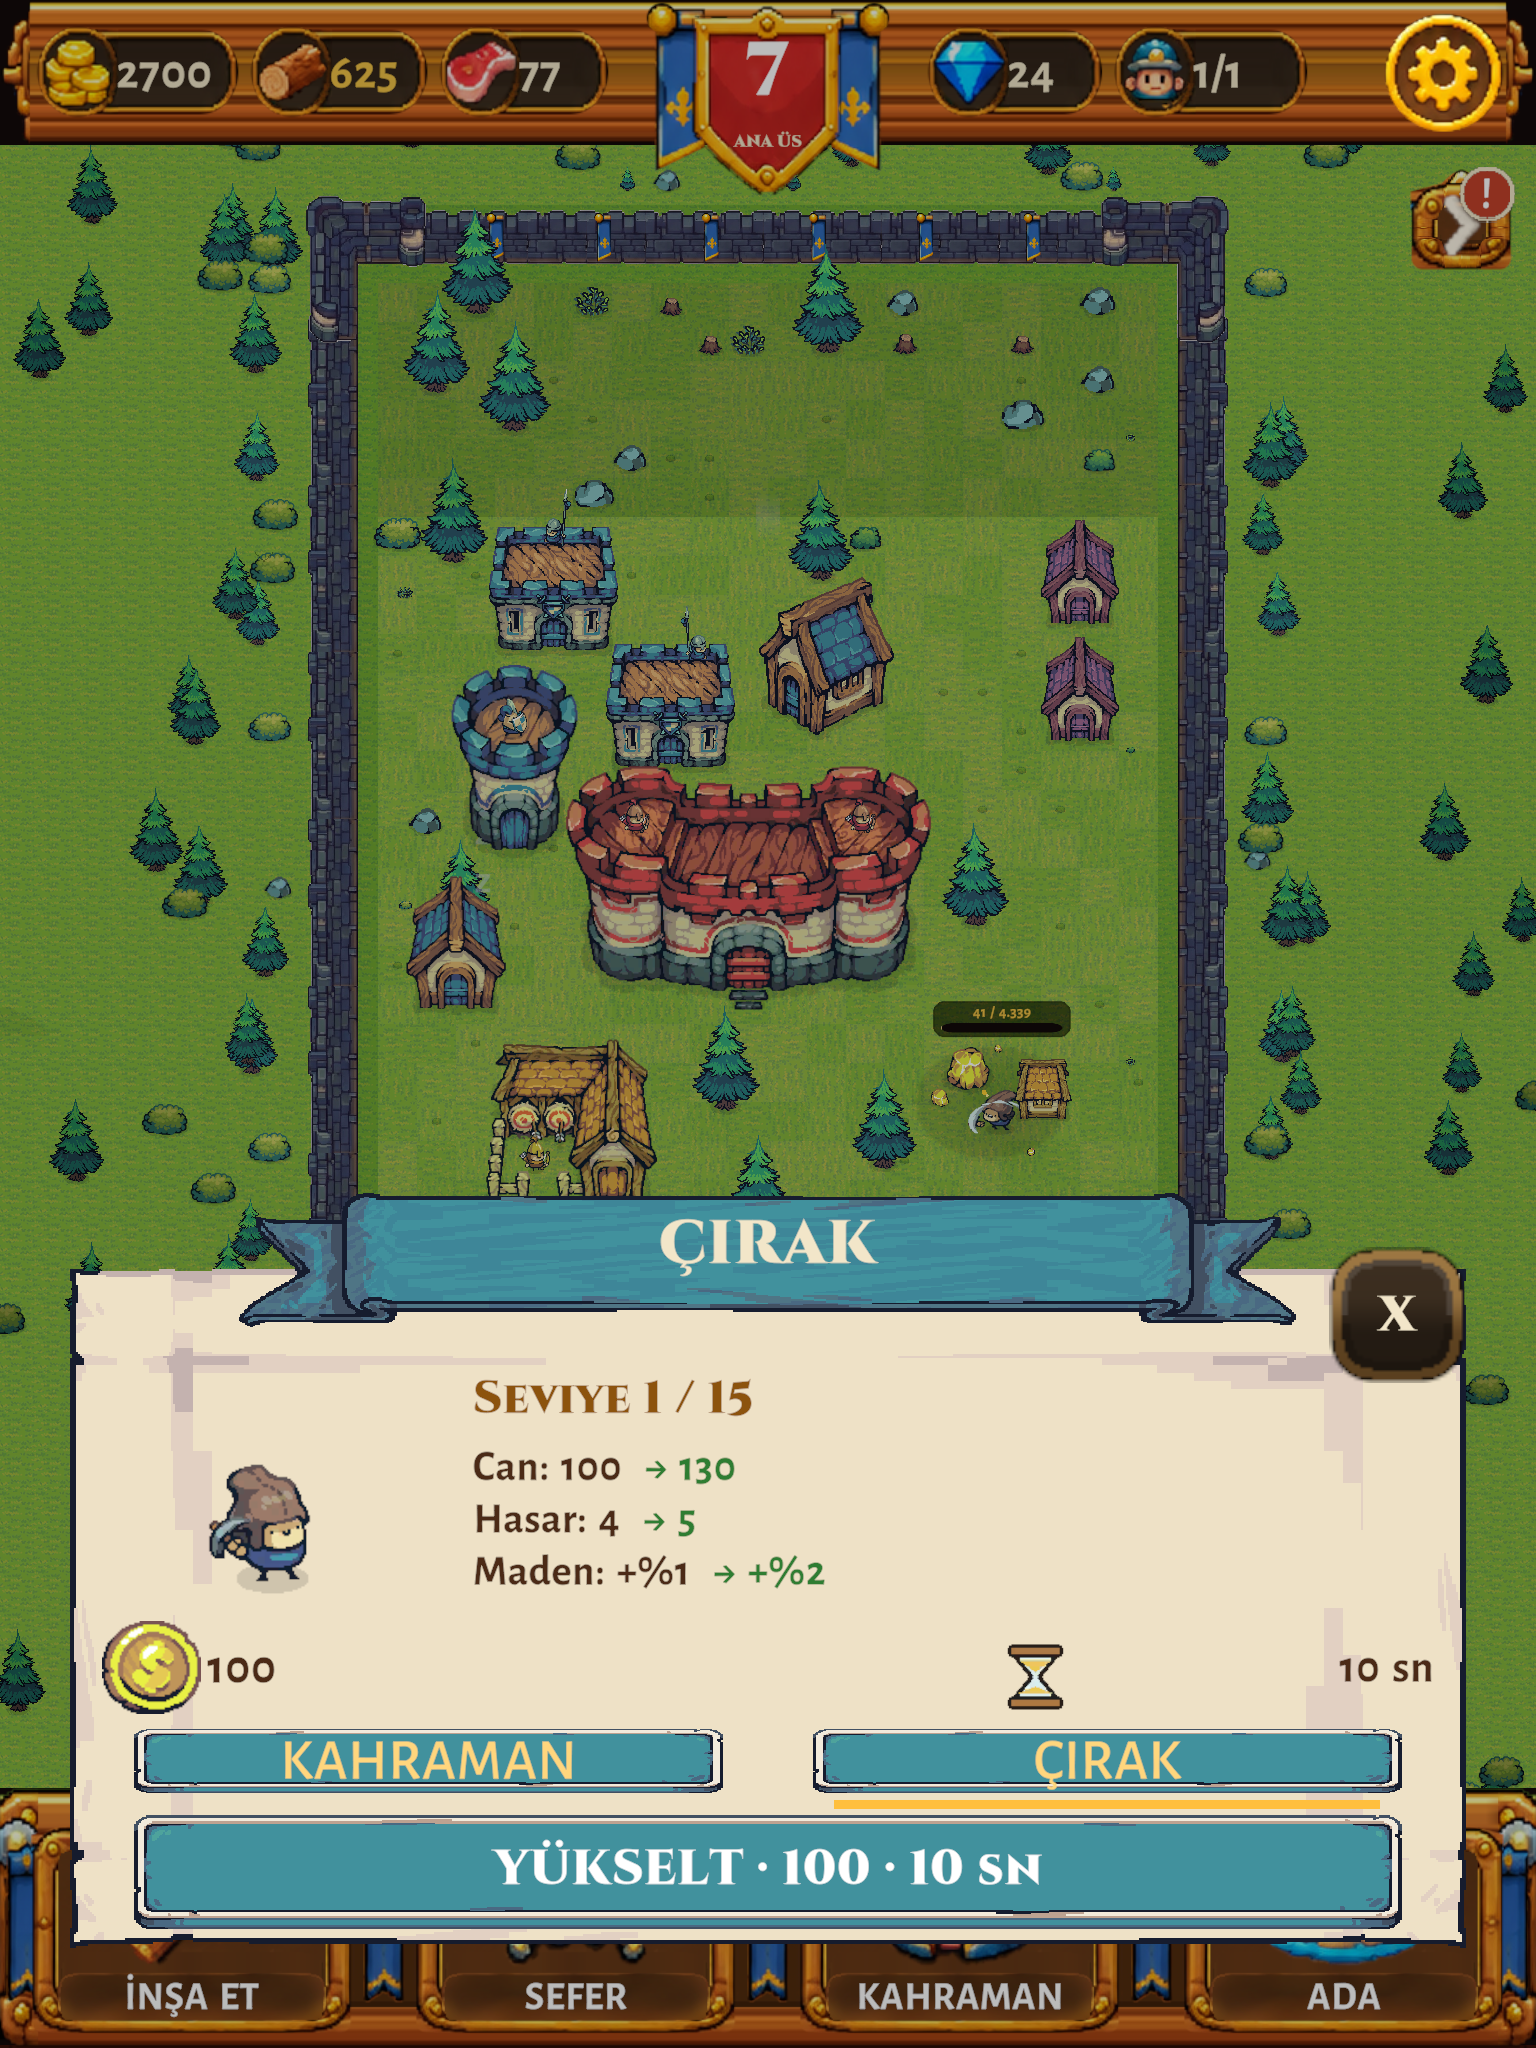 2700
625
77
7
ANA ÜS
24
1/1
!
41 / 4.339
ÇIRAK
X
SEVIYE 1 / 15
Can: 100 → 130
Hasar: 4 → 5
Maden: +%1 → +%2
100
10 sn
KAHRAMAN
ÇIRAK
YÜKSELT · 100 · 10 SN
İNŞA ET
SEFER
KAHRAMAN
ADA